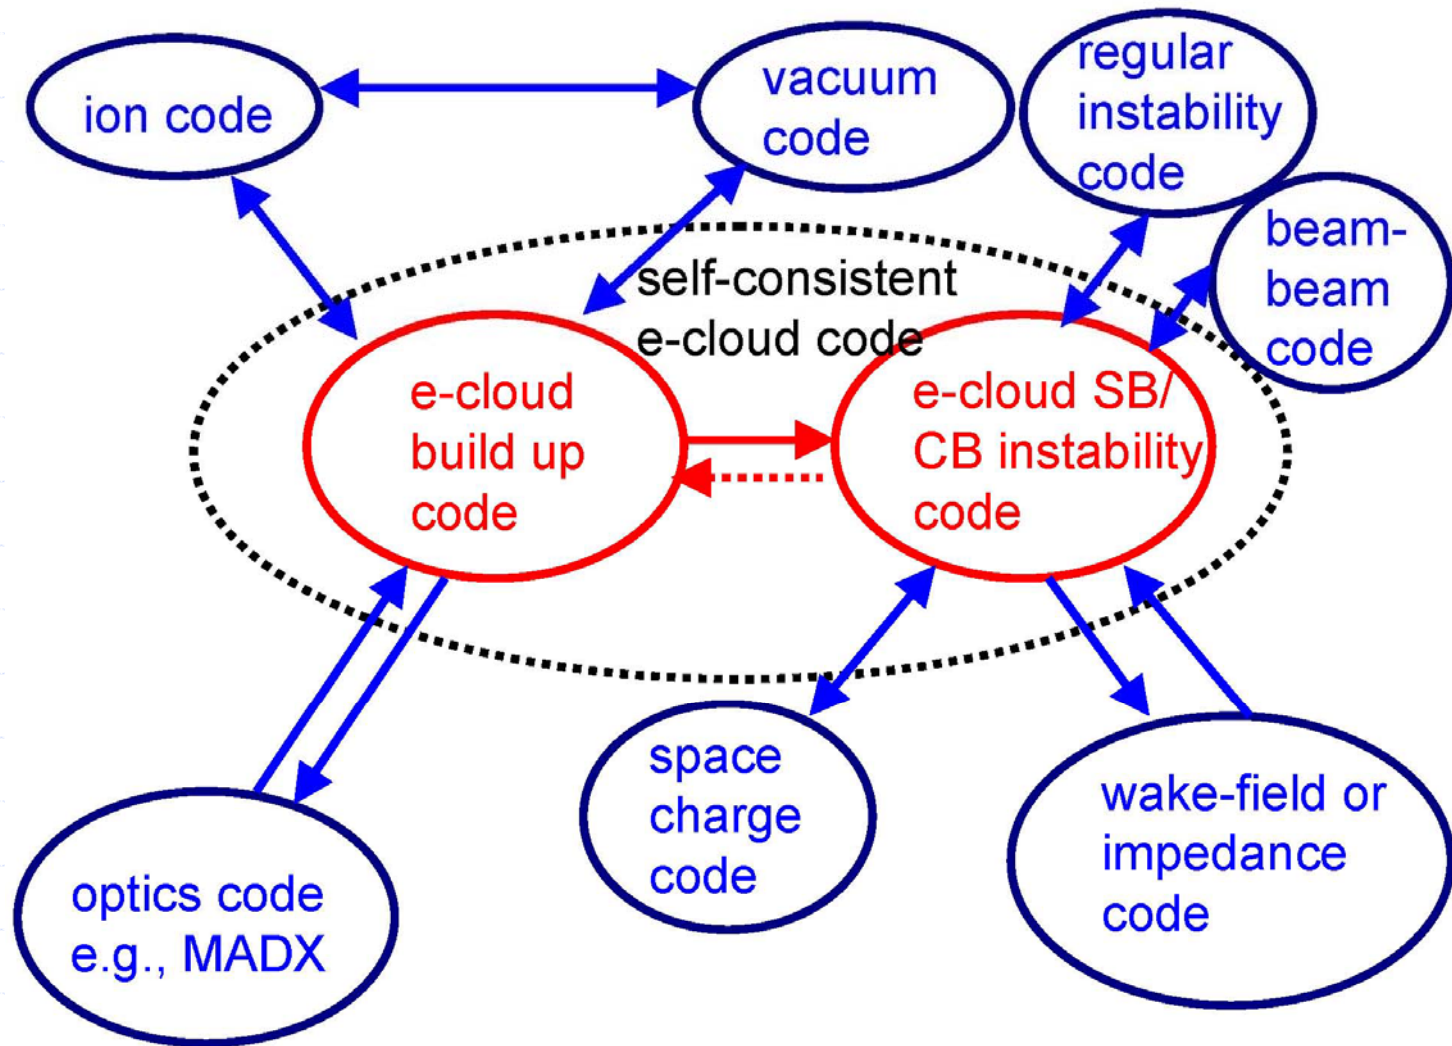 ion code
vacuum
code
regular
instability
code
beam-
beam
code
self-consistent
e-cloud code
e-cloud
build up
code
e-cloud SB/
CB instability
code
space
charge
code
wake-field or
impedance
code
optics code
e.g., MADX